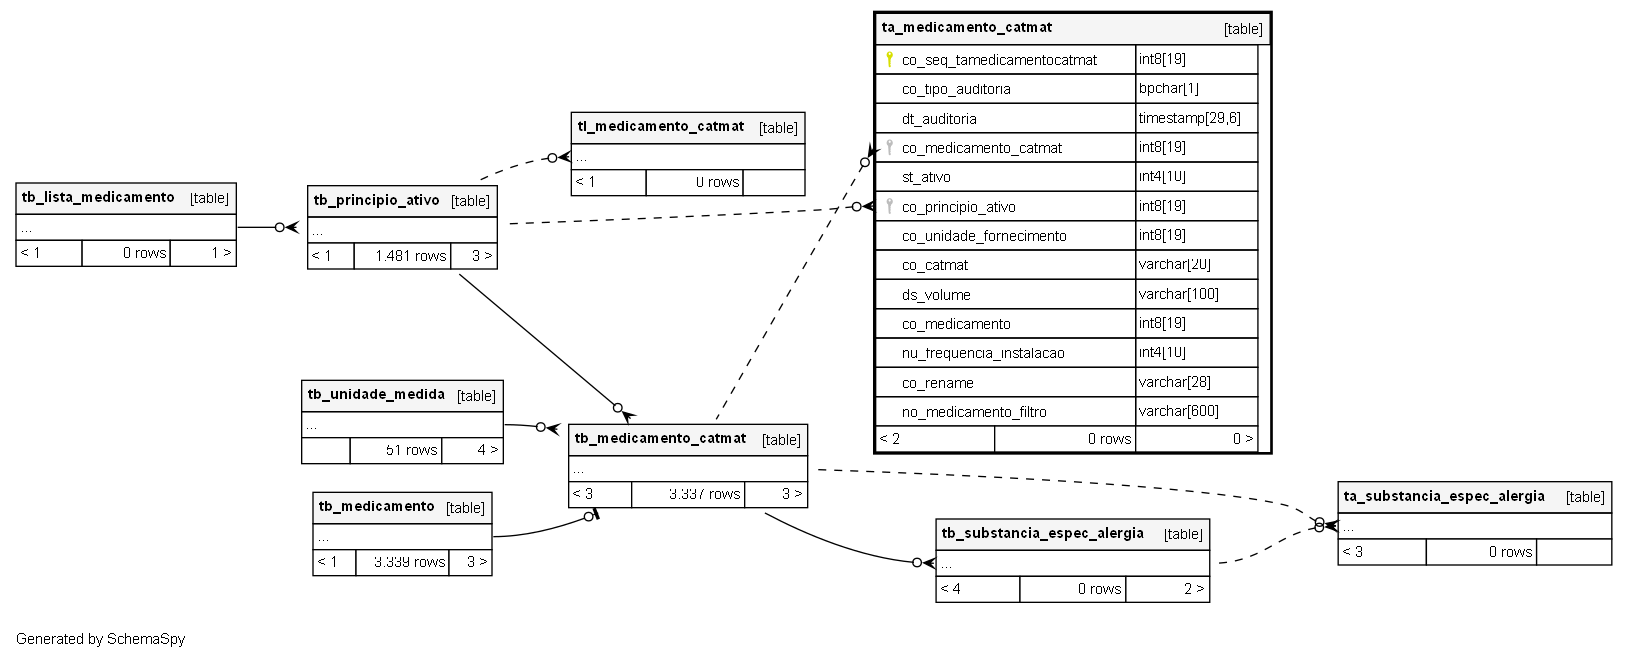 ta_medicamento_catmat [table]
co_seq_tamedicamentocatmat int8[19]
co_tipo_auditoria bpchar[1]
dt_auditoria timestamp[29,6]
co_medicamento_catmat int8[19]
st_ativo int4[10]
co_principio_ativo int8[19]
co_unidade_fornecimento int8[19]
co_catmat varchar[20]
ds_volume varchar[100]
co_medicamento int8[19]
nu_frequencia_instalacao int4[10]
co_rename varchar[28]
no_medicamento_filtro varchar[600]
< 2 0 rows 0 >
tl_medicamento_catmat [table]
...
< 1 0 rows
tb_lista_medicamento [table]
...
< 1 0 rows 1 >
tb_principio_ativo [table]
...
< 1 1.481 rows 3 >
tb_unidade_medida [table]
...
51 rows 4 >
tb_medicamento_catmat [table]
...
< 3 3.337 rows 3 >
tb_medicamento [table]
...
< 1 3.339 rows 3 >
tb_substancia_espec_alergia [table]
...
< 4 0 rows 2 >
ta_substancia_espec_alergia [table]
...
< 3 0 rows
Generated by SchemaSpy